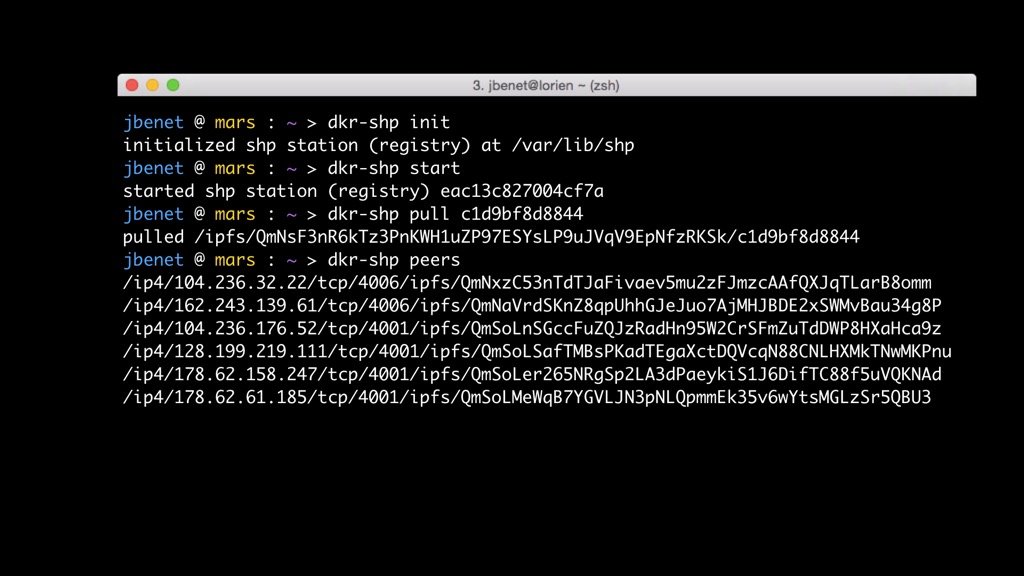 3. jbenet@lorien ~ (zsh)
jbenet @ mars : ~ > dkr-shp init
initialized shp station (registry) at /var/lib/shp
jbenet @ mars : ~ > dkr-shp start
started shp station (registry) eac13c827004cf7a
jbenet @ mars : ~ > dkr-shp pull c1d9bf8d8844
pulled /ipfs/QmNsF3nR6kTz3PnKWH1uZP97ESYsLP9uJVqV9EpNfzRKSk/c1d9bf8d8844
jbenet @ mars : ~ > dkr-shp peers
/ip4/104.236.32.22/tcp/4006/ipfs/QmNxzC53nTdTJaFivaev5mu2zFJmzcAAfQXJqTLarB8omm
/ip4/162.243.139.61/tcp/4006/ipfs/QmNaVrdSKnZ8qpUhhGJeJuo7AjMHJBDE2xSWMvBau34g8P
/ip4/104.236.176.52/tcp/4001/ipfs/QmSoLnSGccFuZQJzRadHn95W2CrSFmZuTdDWP8HXaHca9z
/ip4/128.199.219.111/tcp/4001/ipfs/QmSoLSafTMBsPKadTEgaXctDQVcqN88CNLHXMkTNwMKPnu
/ip4/178.62.158.247/tcp/4001/ipfs/QmSoLer265NRgSp2LA3dPaeykiS1J6DifTC88f5uVQKNAd
/ip4/178.62.61.185/tcp/4001/ipfs/QmSoLMeWqB7YGVLJN3pNLQpmmEk35v6wYtsMGLzSr5QBU3